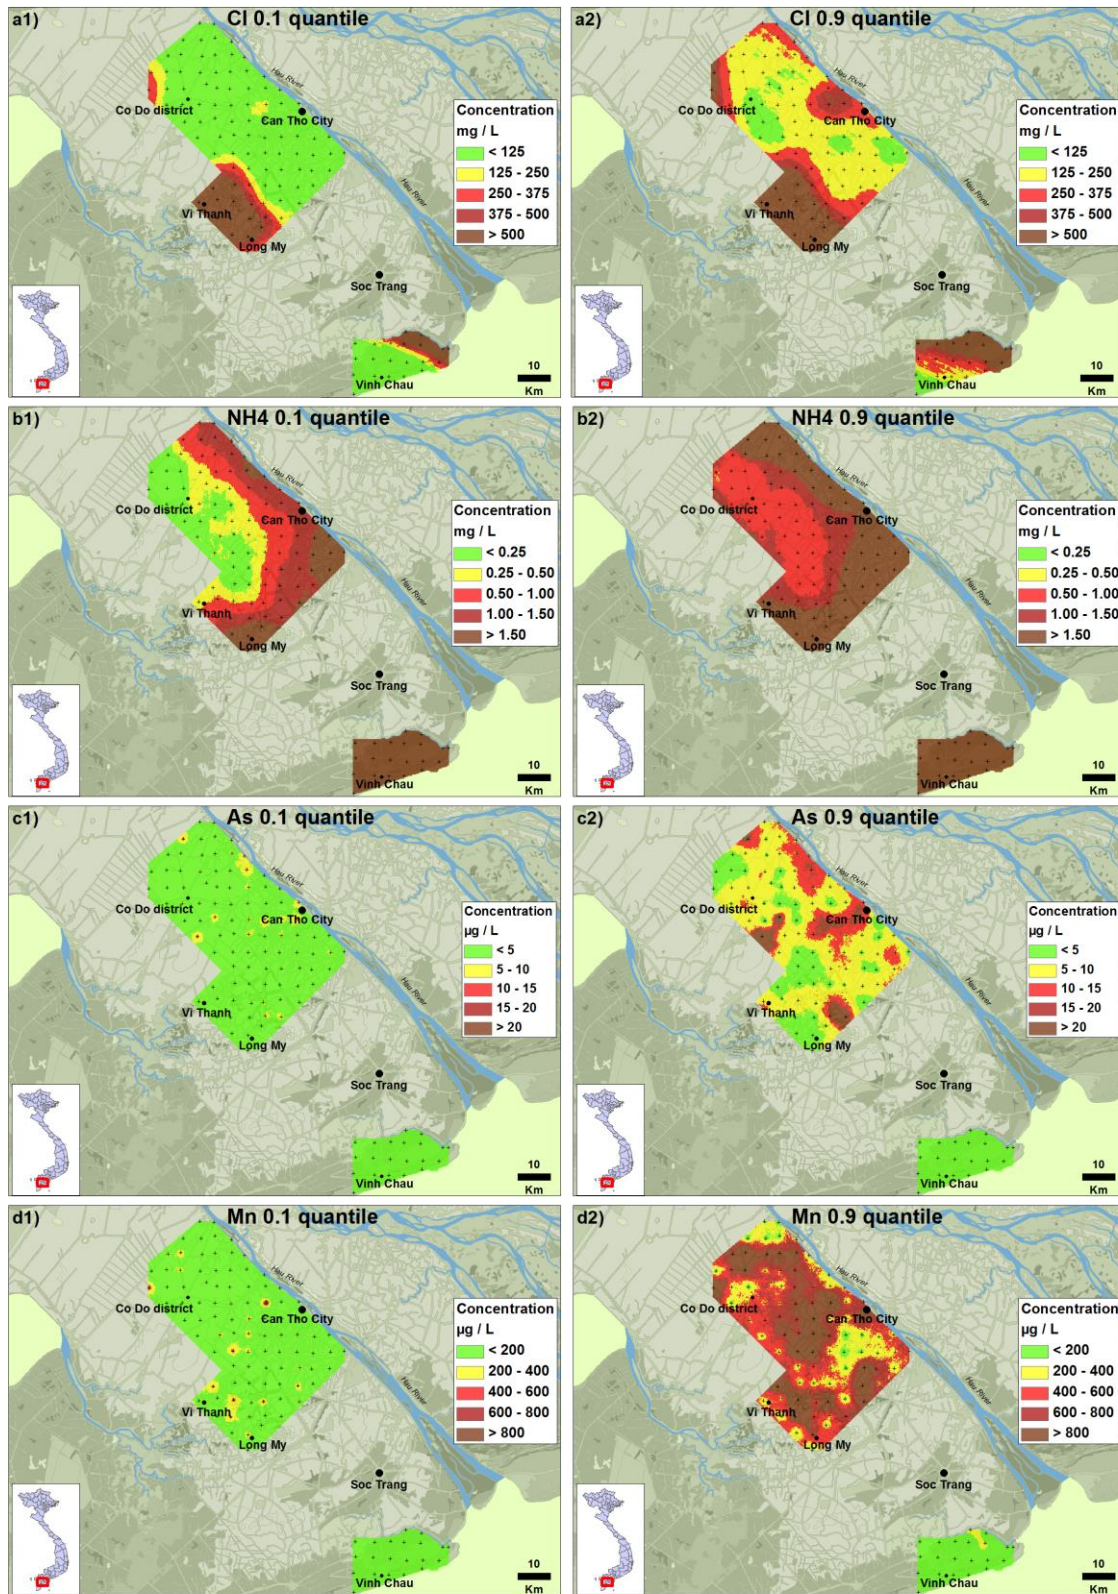 a1) Cl 0.1 quantile
Hau River
Co Do district
Can Tho City
Hau River
Vi Thanh
Long My
Soc Trang
Vinh Chau
Concentration
mg / L
< 125
125 - 250
250 - 375
375 - 500
> 500
10
Km
a2) Cl 0.9 quantile
Hau River
Co Do district
Can Tho City
Hau River
Vi Thanh
Long My
Soc Trang
Vinh Chau
Concentration
mg / L
< 125
125 - 250
250 - 375
375 - 500
> 500
10
Km
b1) NH4 0.1 quantile
Hau River
Co Do district
Can Tho City
Hau River
Vi Thanh
Long My
Soc Trang
Vinh Chau
Concentration
mg / L
< 0.25
0.25 - 0.50
0.50 - 1.00
1.00 - 1.50
> 1.50
10
Km
b2) NH4 0.9 quantile
Hau River
Co Do district
Can Tho City
Hau River
Vi Thanh
Long My
Soc Trang
Vinh Chau
Concentration
mg / L
< 0.25
0.25 - 0.50
0.50 - 1.00
1.00 - 1.50
> 1.50
10
Km
c1) As 0.1 quantile
Hau River
Co Do district
Can Tho City
Hau River
Vi Thanh
Long My
Soc Trang
Vinh Chau
Concentration
µg / L
< 5
5 - 10
10 - 15
15 - 20
> 20
10
Km
c2) As 0.9 quantile
Hau River
Co Do district
Can Tho City
Hau River
Vi Thanh
Long My
Soc Trang
Vinh Chau
Concentration
µg / L
< 5
5 - 10
10 - 15
15 - 20
> 20
10
Km
d1) Mn 0.1 quantile
Hau River
Co Do district
Can Tho City
Hau River
Vi Thanh
Long My
Soc Trang
Vinh Chau
Concentration
µg / L
< 200
200 - 400
400 - 600
600 - 800
> 800
10
Km
d2) Mn 0.9 quantile
Hau River
Co Do district
Can Tho City
Hau River
Vi Thanh
Long My
Soc Trang
Vinh Chau
Concentration
µg / L
< 200
200 - 400
400 - 600
600 - 800
> 800
10
Km